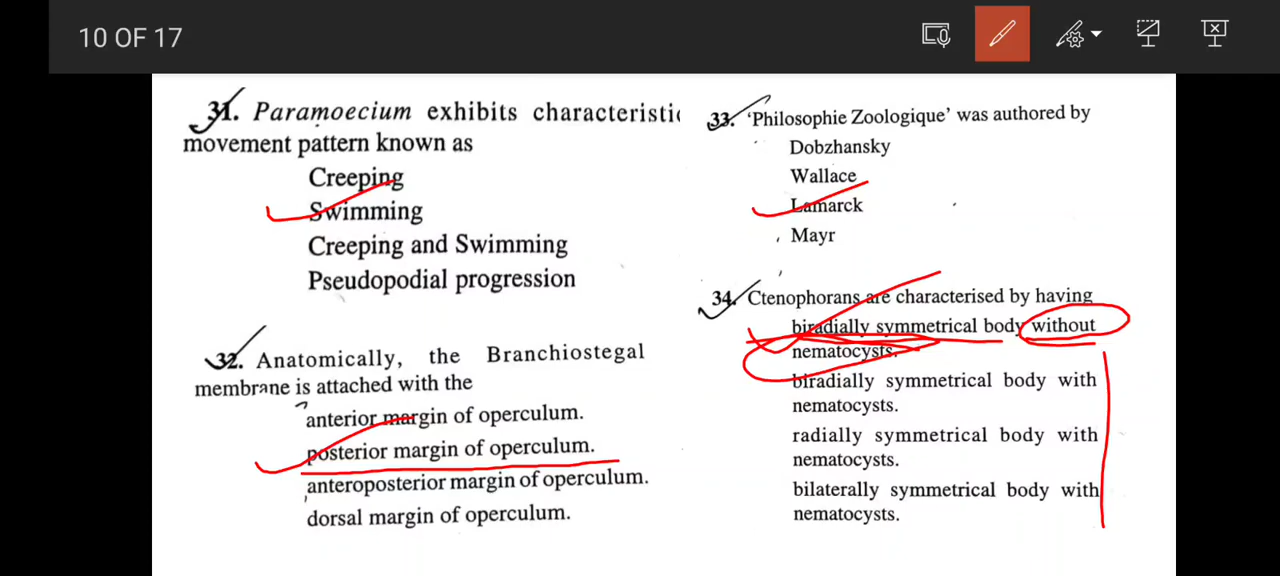 10 OF 17
31. Paramoecium exhibits characteristic
movement pattern known as
Creeping
Swimming
Creeping and Swimming
Pseudopodial progression
32. Anatomically, the Branchiostegal
membrane is attached with the
anterior margin of operculum.
posterior margin of operculum.
anteroposterior margin of operculum.
dorsal margin of operculum.
33. ‘Philosophie Zoologique’ was authored by
Dobzhansky
Wallace
Lamarck
Mayr
34. Ctenophorans are characterised by having
biradially symmetrical body without
nematocysts.
biradially symmetrical body with
nematocysts.
radially symmetrical body with
nematocysts.
bilaterally symmetrical body with
nematocysts.